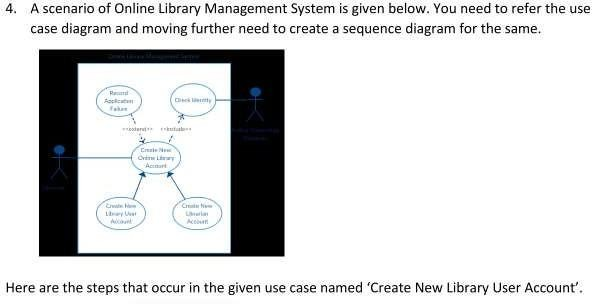 4. A scenario of Online Library Management System is given below. You need to refer the use
case diagram and moving further need to create a sequence diagram for the same.
Online Library Management System
Record
Application
Failure
Check Identity
<<extend>>
<<include>>
Create New
Online Library
Account
Create New
Library User
Account
Create New
Librarian
Account
Here are the steps that occur in the given use case named ‘Create New Library User Account’.